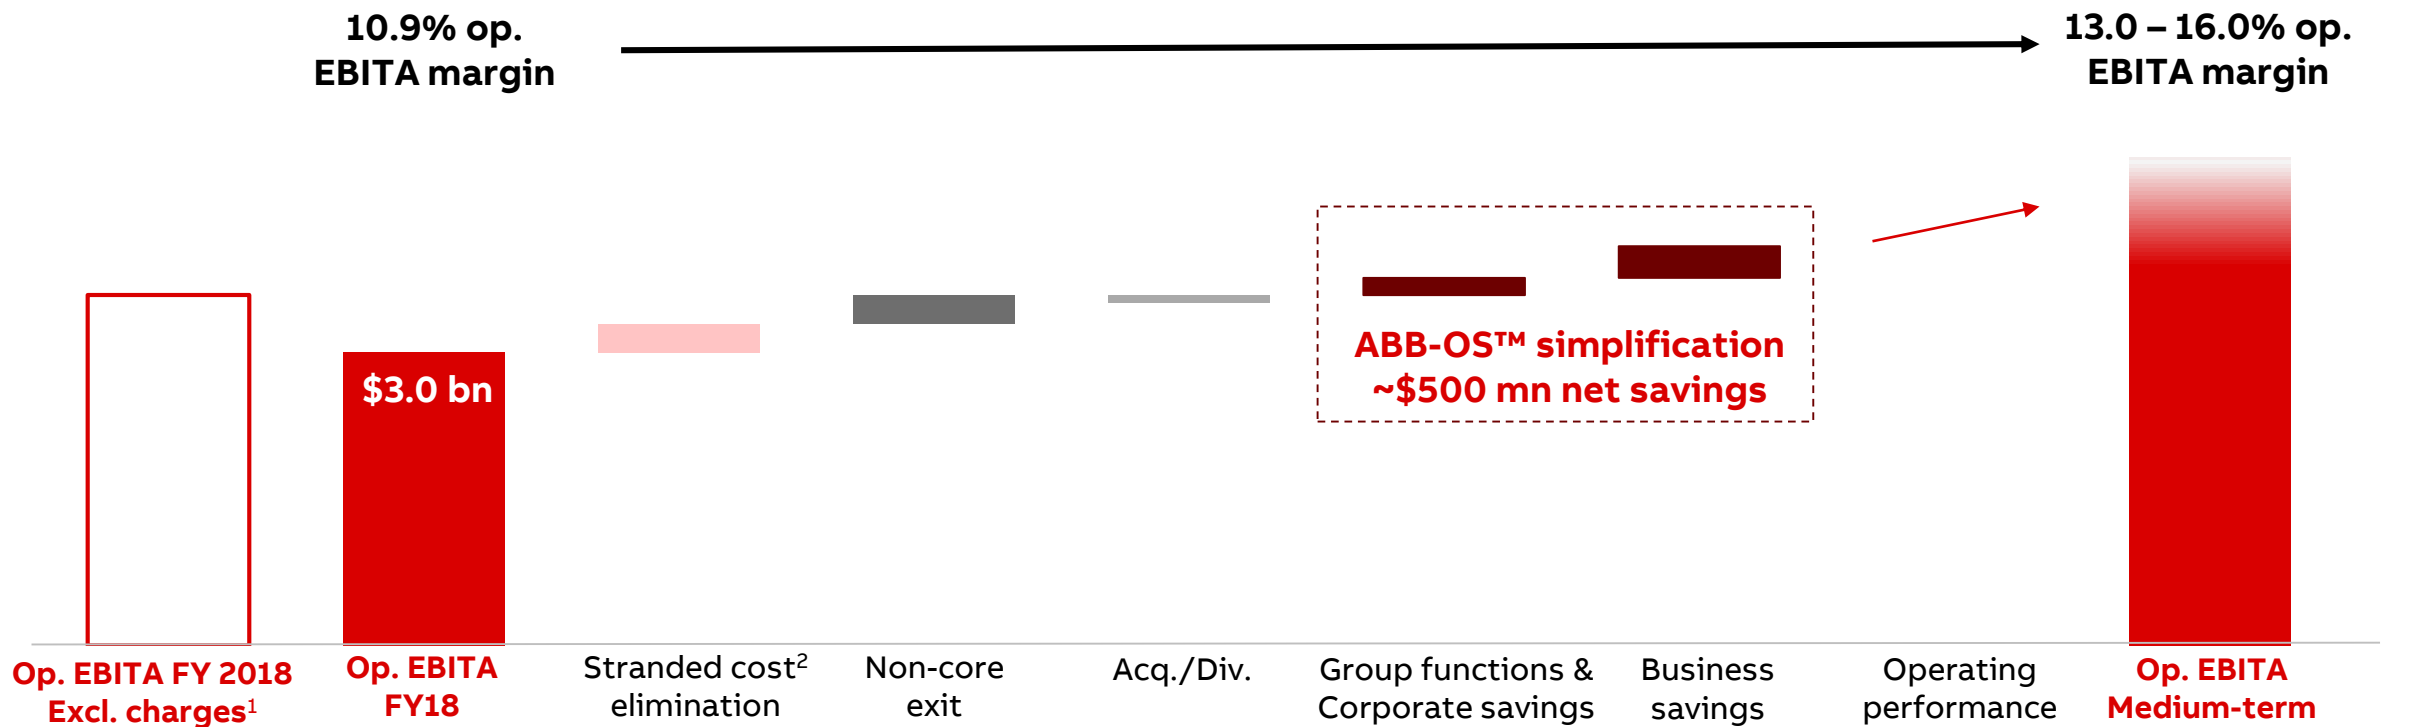 10.9% op.
EBITA margin
13.0 – 16.0% op.
EBITA margin
$3.0 bn
ABB-OS™ simplification
~$500 mn net savings
Op. EBITA FY 2018
Excl. charges¹
Op. EBITA
FY18
Stranded cost²
elimination
Non-core
exit
Acq./Div.
Group functions &
Corporate savings
Business
savings
Operating
performance
Op. EBITA
Medium-term